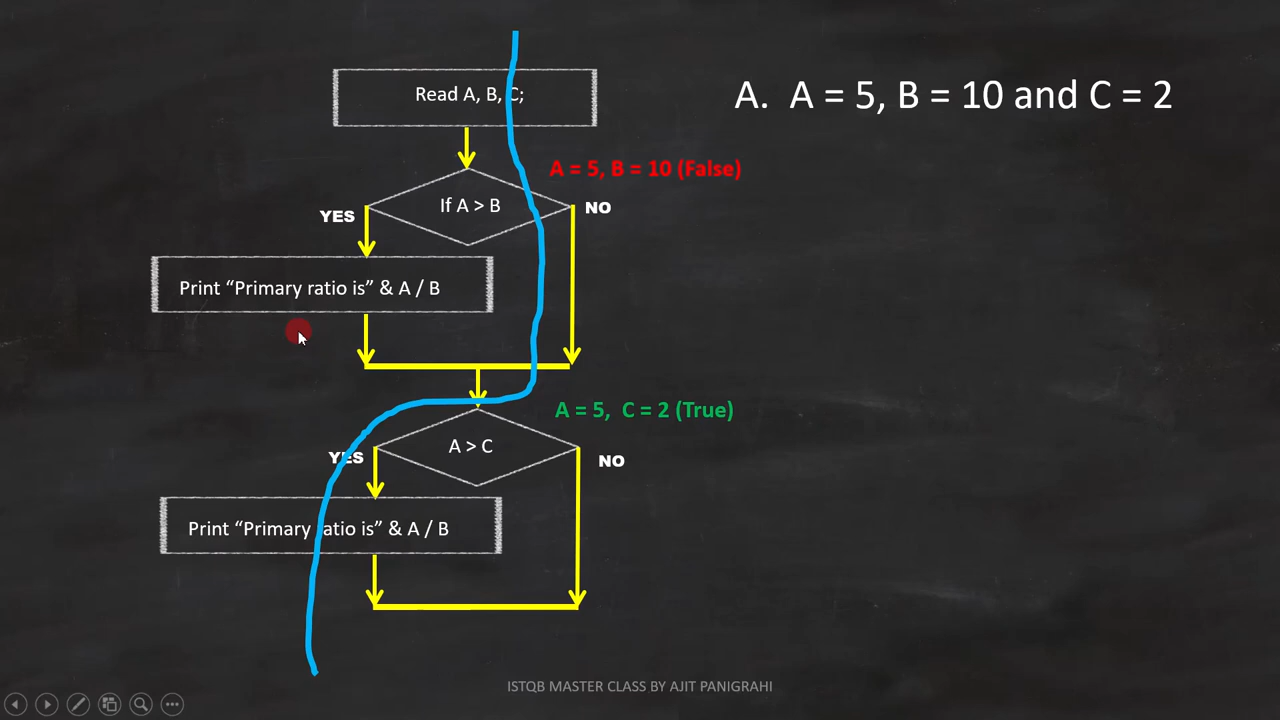 Read A, B, C;
A. A = 5, B = 10 and C = 2
A = 5, B = 10 (False)
If A > B
YES
NO
Print “Primary ratio is” & A / B
A = 5, C = 2 (True)
A > C
YES
NO
Print “Primary ratio is” & A / B
ISTQB MASTER CLASS BY AJIT PANIGRAHI